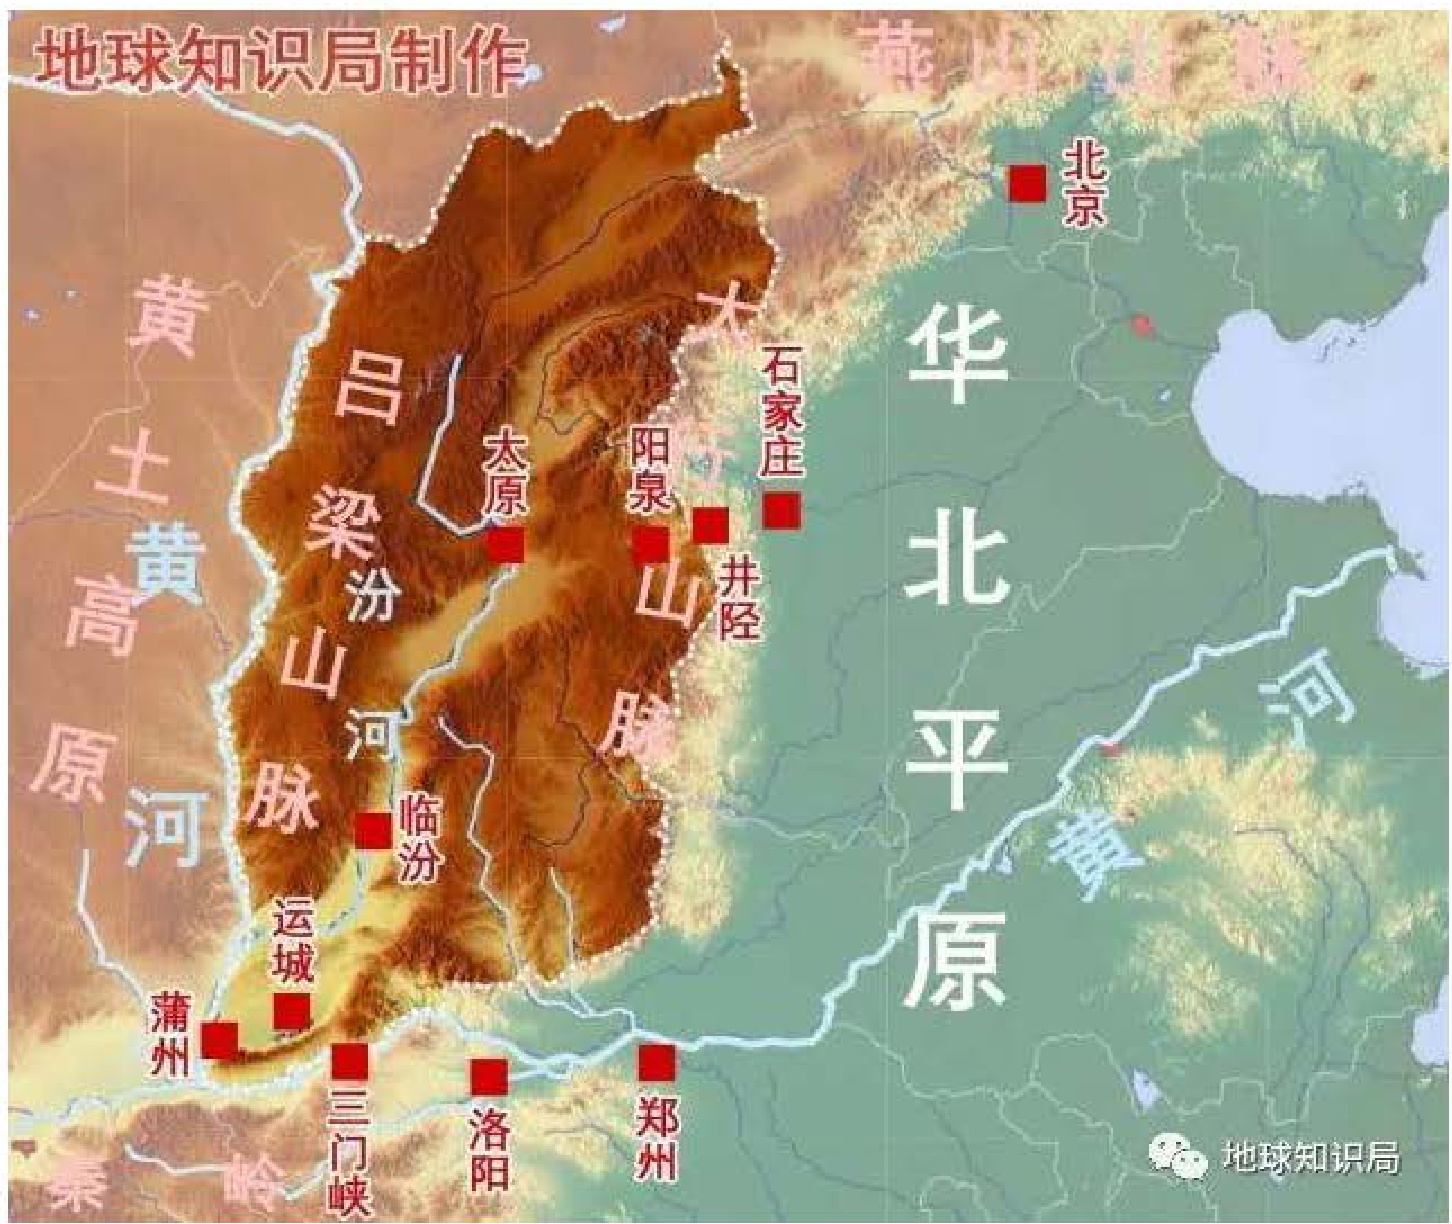 地球知识局制作
燕山山脉
北京
黄土高原
吕梁山脉
太行山脉
华北平原
石家庄
太原
阳泉
井陉
汾河
黄河
黄河
临汾
运城
蒲州
三门峡
洛阳
郑州
秦岭
地球知识局